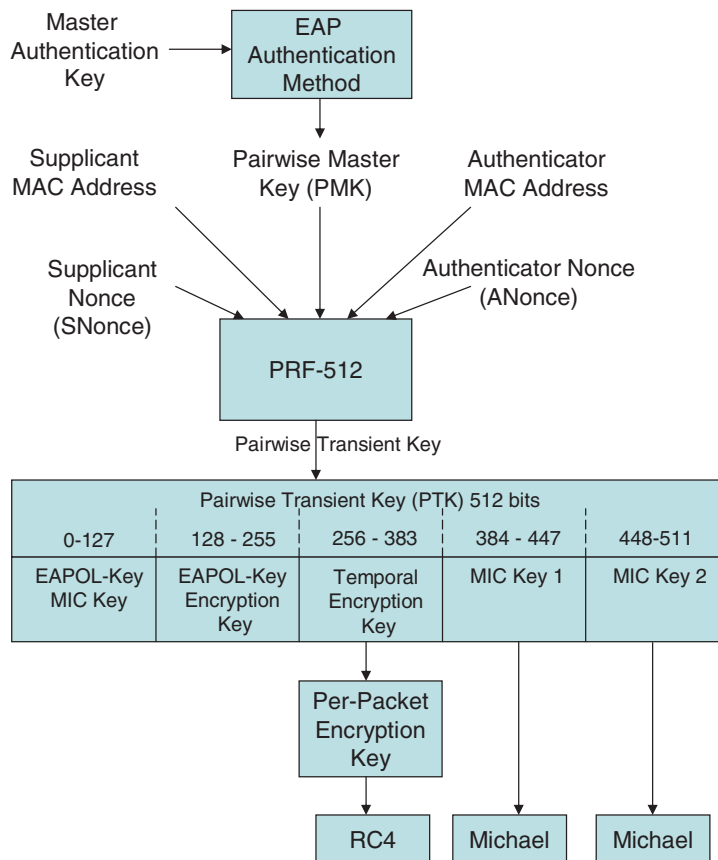 Master
Authentication
Key
EAP
Authentication
Method
Supplicant
MAC Address
Pairwise Master
Key (PMK)
Authenticator
MAC Address
Supplicant
Nonce
(SNonce)
Authenticator Nonce
(ANonce)
PRF-512
Pairwise Transient Key
Pairwise Transient Key (PTK) 512 bits
0-127
128 - 255
256 - 383
384 - 447
448-511
EAPOL-Key
MIC Key
EAPOL-Key
Encryption
Key
Temporal
Encryption
Key
MIC Key 1
MIC Key 2
Per-Packet
Encryption
Key
RC4
Michael
Michael